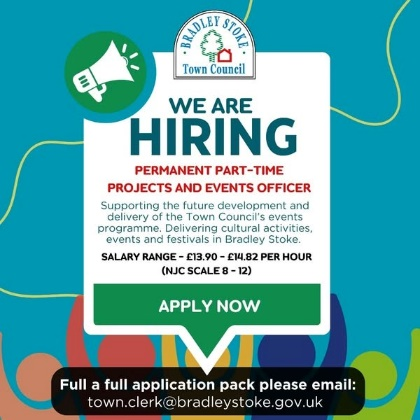 BRADLEY STOKE
Town Council
WE ARE
HIRING
PERMANENT PART-TIME
PROJECTS AND EVENTS OFFICER
Supporting the future development and
delivery of the Town Council's events
programme. Delivering cultural activities,
events and festivals in Bradley Stoke.
SALARY RANGE - £13.90 - £14.82 PER HOUR
(NJC SCALE 8 - 12)
APPLY NOW
Full a full application pack please email:
town.clerk@bradleystoke.gov.uk